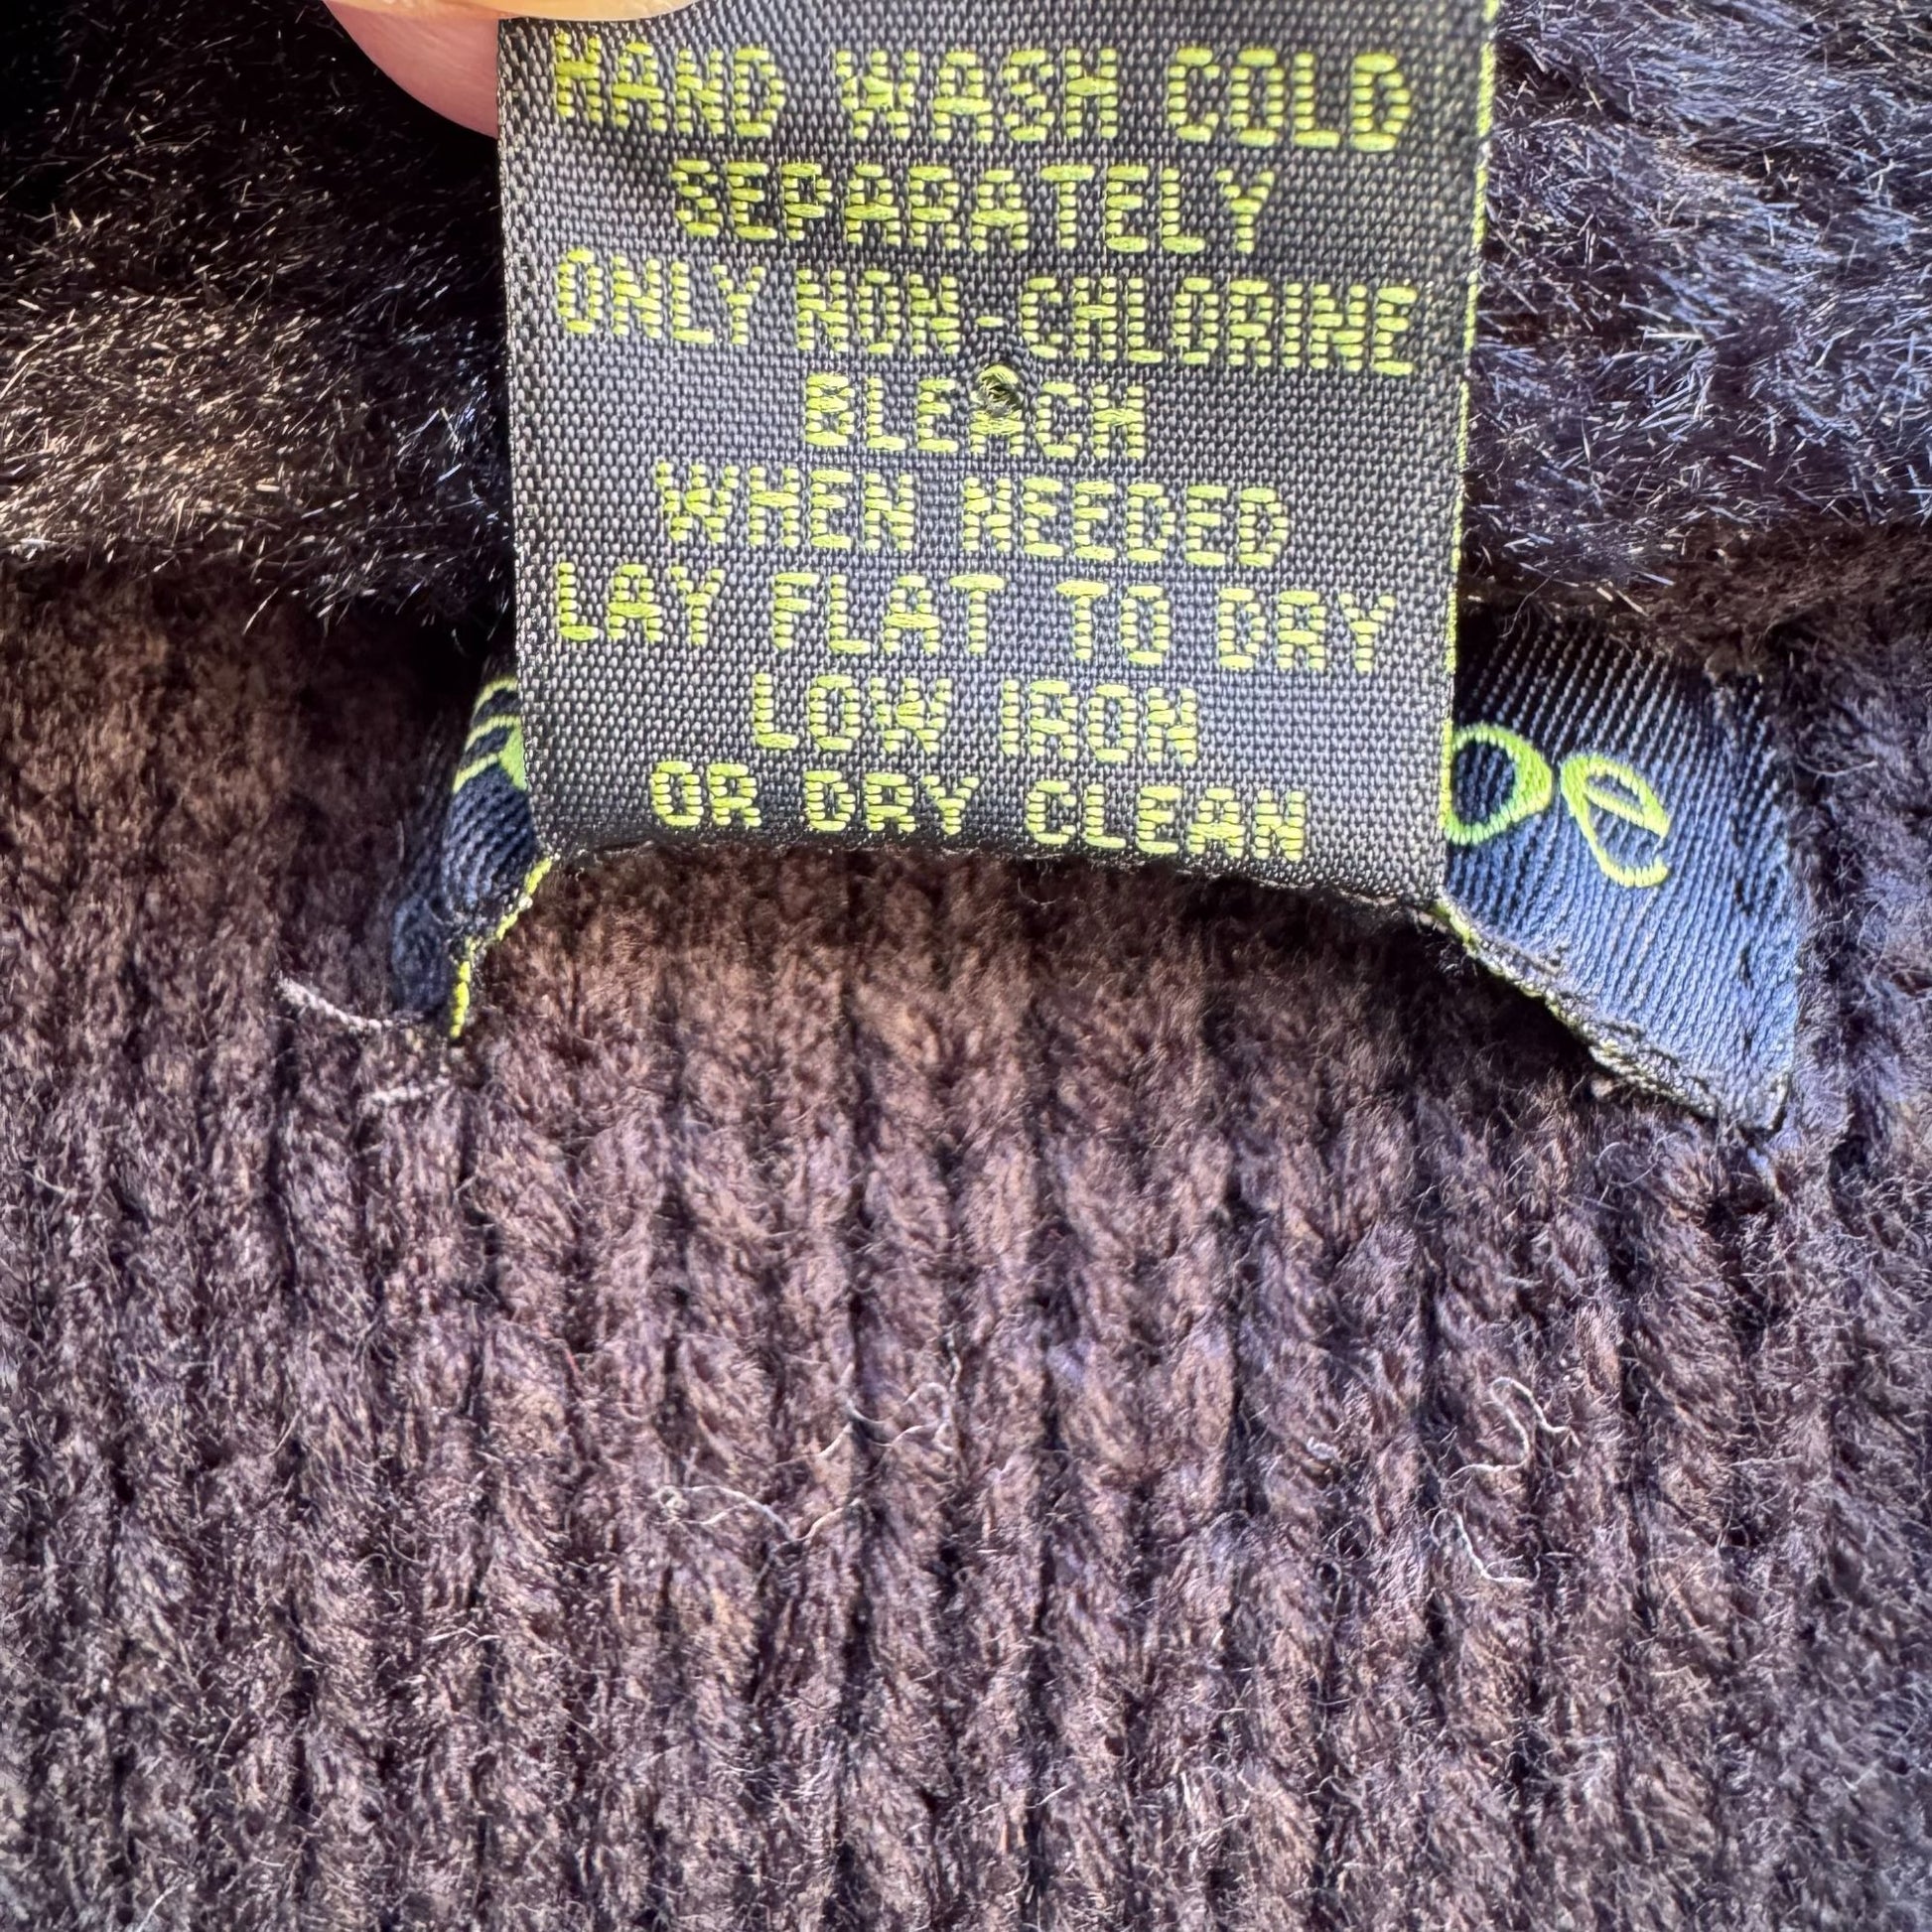 HAND WASH COLD
SEPARATELY
ONLY NON-CHLORINE
BLEACH
WHEN NEEDED
LAY FLAT TO DRY
LOW IRON
OR DRY CLEAN
oe